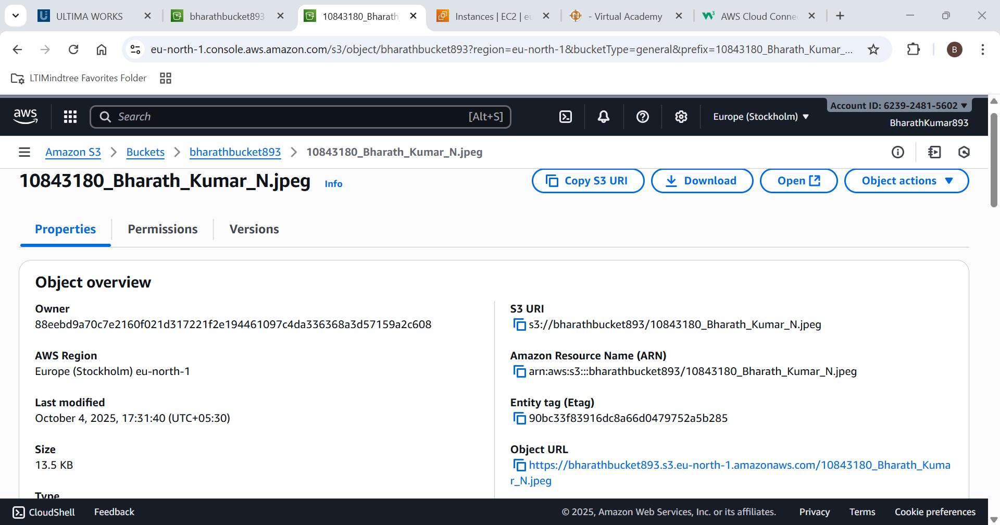 ULTIMA WORKS
bharathbucket893
10843180_Bharath_
Instances | EC2 | eu
- Virtual Academy
AWS Cloud Conne
eu-north-1.console.aws.amazon.com/s3/object/bharathbucket893?region=eu-north-1&bucketType=general&prefix=10843180_Bharath_Kumar_...
B
LTIMindtree Favorites Folder
aws
Search
[Alt+S]
Europe (Stockholm)
Account ID: 6239-2481-5602
BharathKumar893
Amazon S3
Buckets
bharathbucket893
10843180_Bharath_Kumar_N.jpeg
10843180_Bharath_Kumar_N.jpeg
Info
Copy S3 URI
Download
Open
Object actions
Properties
Permissions
Versions
Object overview
Owner
88eebd9a70c7e2160f021d317221f2e194461097c4da336368a3d57159a2c608
AWS Region
Europe (Stockholm) eu-north-1
Last modified
October 4, 2025, 17:31:40 (UTC+05:30)
Size
13.5 KB
Type
S3 URI
s3://bharathbucket893/10843180_Bharath_Kumar_N.jpeg
Amazon Resource Name (ARN)
arn:aws:s3:::bharathbucket893/10843180_Bharath_Kumar_N.jpeg
Entity tag (Etag)
90bc33f83916dc8a66d0479752a5b285
Object URL
https://bharathbucket893.s3.eu-north-1.amazonaws.com/10843180_Bharath_Kuma
r_N.jpeg
CloudShell
Feedback
© 2025, Amazon Web Services, Inc. or its affiliates.
Privacy
Terms
Cookie preferences